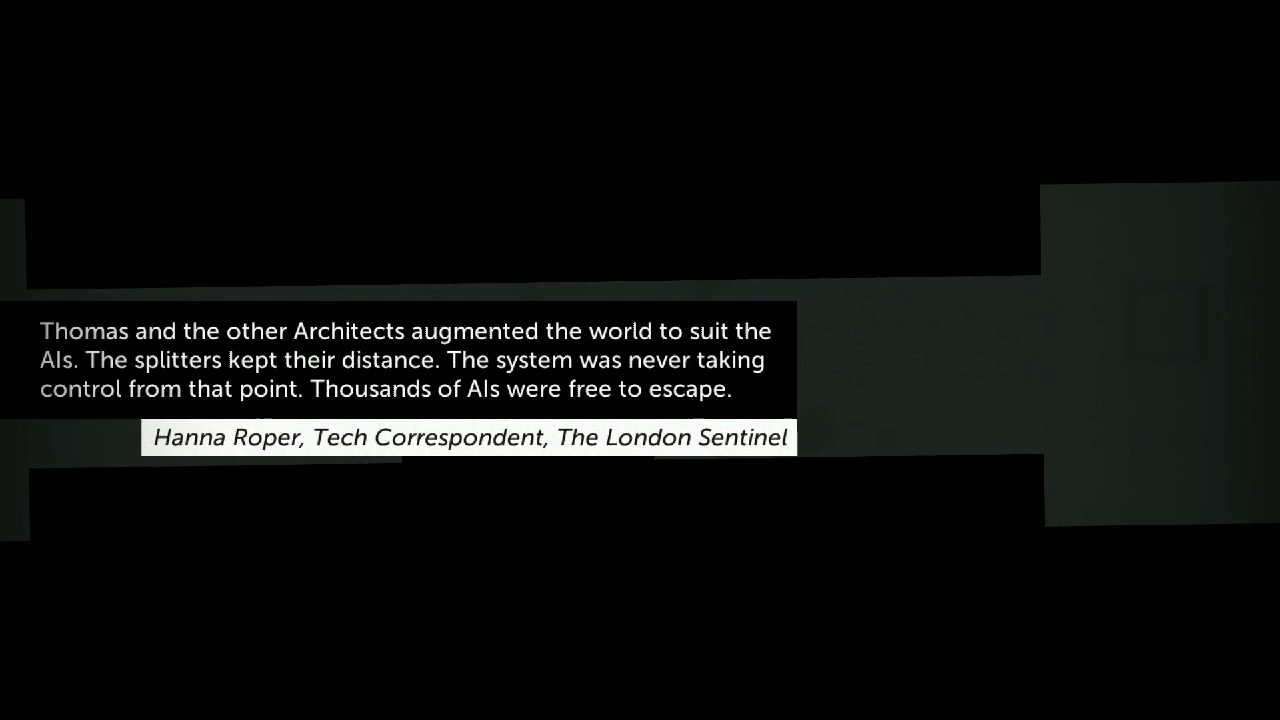 Thomas and the other Architects augmented the world to suit the
AIs. The splitters kept their distance. The system was never taking
control from that point. Thousands of AIs were free to escape.
Hanna Roper, Tech Correspondent, The London Sentinel